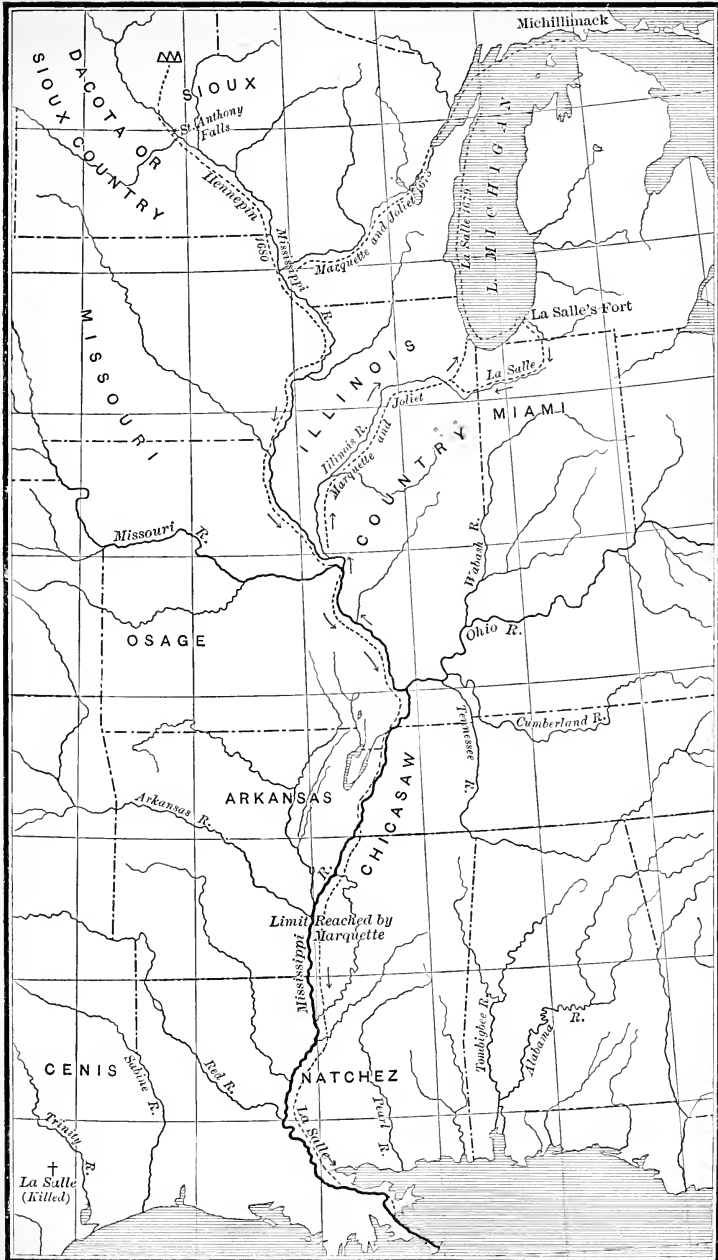 Michillimack
DACOTA OR
SIOUX COUNTRY
SIOUX
St. Anthony
Falls
Hennepin 1680
Mississippi R.
Marquette and Joliet 1673
La Salle 1679
L. MICHIGAN
La Salle's Fort
MISSOURI
ILLINOIS
COUNTRY
La Salle
MIAMI
Joliet
Marquette and
Illinois R.
Missouri R.
Wabash R.
Ohio R.
OSAGE
Tennessee R.
Cumberland R.
ARKANSAS
CHICASAW
Arkansas R.
Limit Reached by
Marquette
Mississippi R.
Tombigbee R.
Alabama R.
CENIS
Sabine R.
Red R.
NATCHEZ
Pearl R.
Trinity R.
La Salle
La Salle
(Killed)